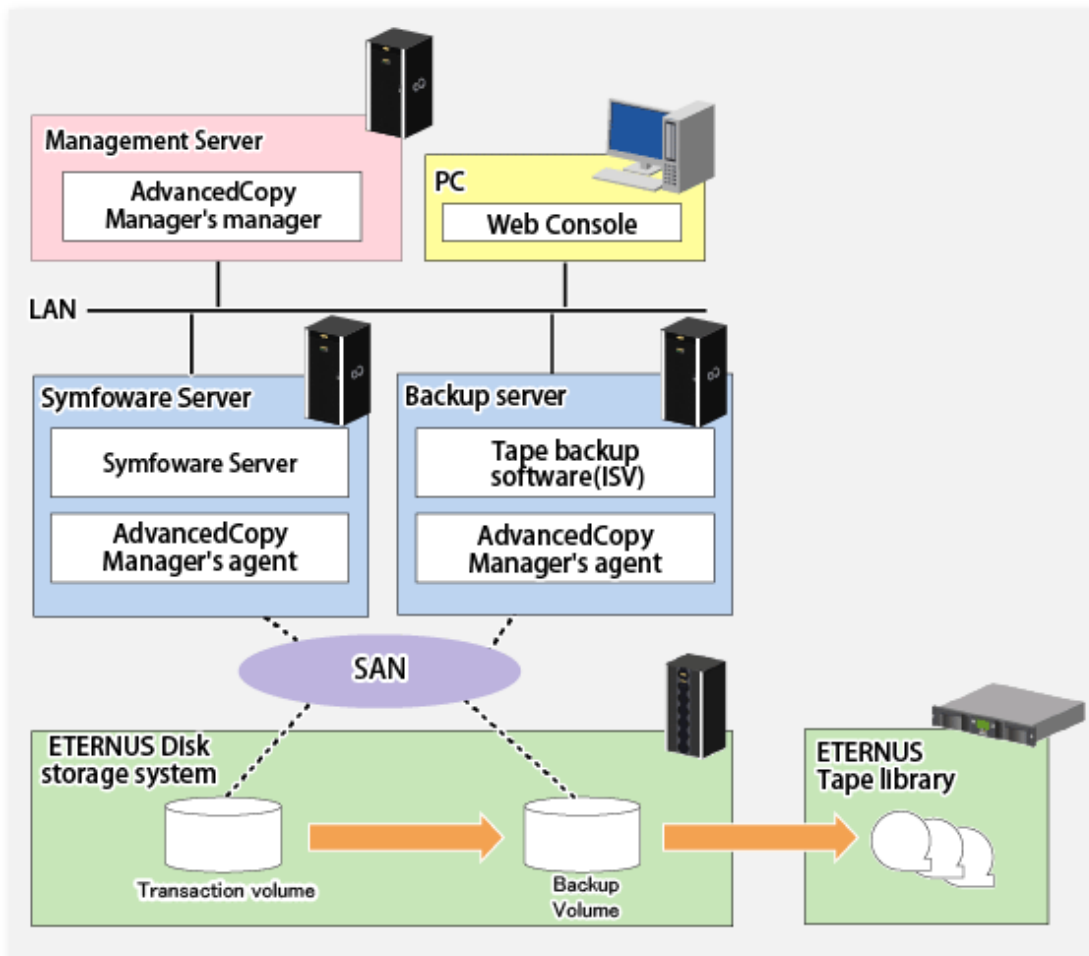 Management Server
AdvancedCopy
Manager's manager
PC
Web Console
LAN
Symfoware Server
Symfoware Server
AdvancedCopy
Manager's agent
Backup server
Tape backup
software(ISV)
AdvancedCopy
Manager's agent
SAN
ETERNUS Disk
storage system
Transaction volume
Backup
Volume
ETERNUS
Tape library